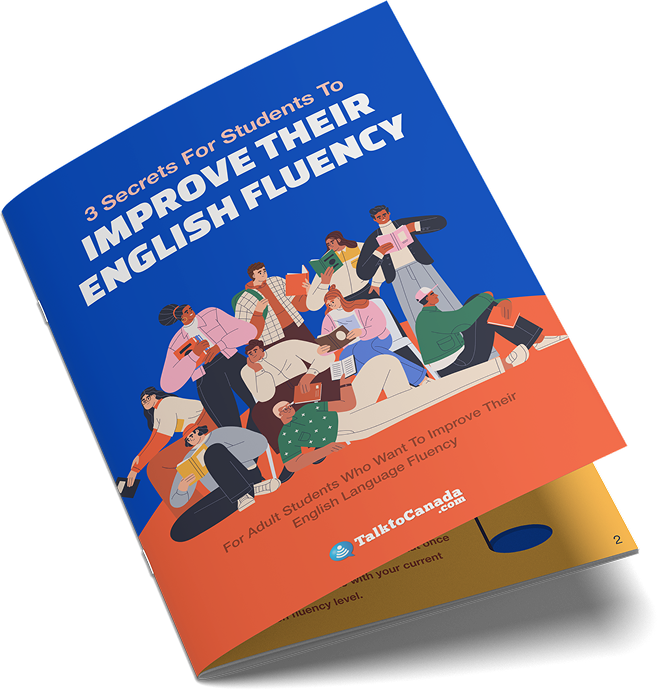 3 Secrets For Students To
IMPROVE THEIR
ENGLISH FLUENCY
For Adult Students Who Want To Improve Their
English Language Fluency
TalktoCanada
.com
once
with your current
fluency level.
2